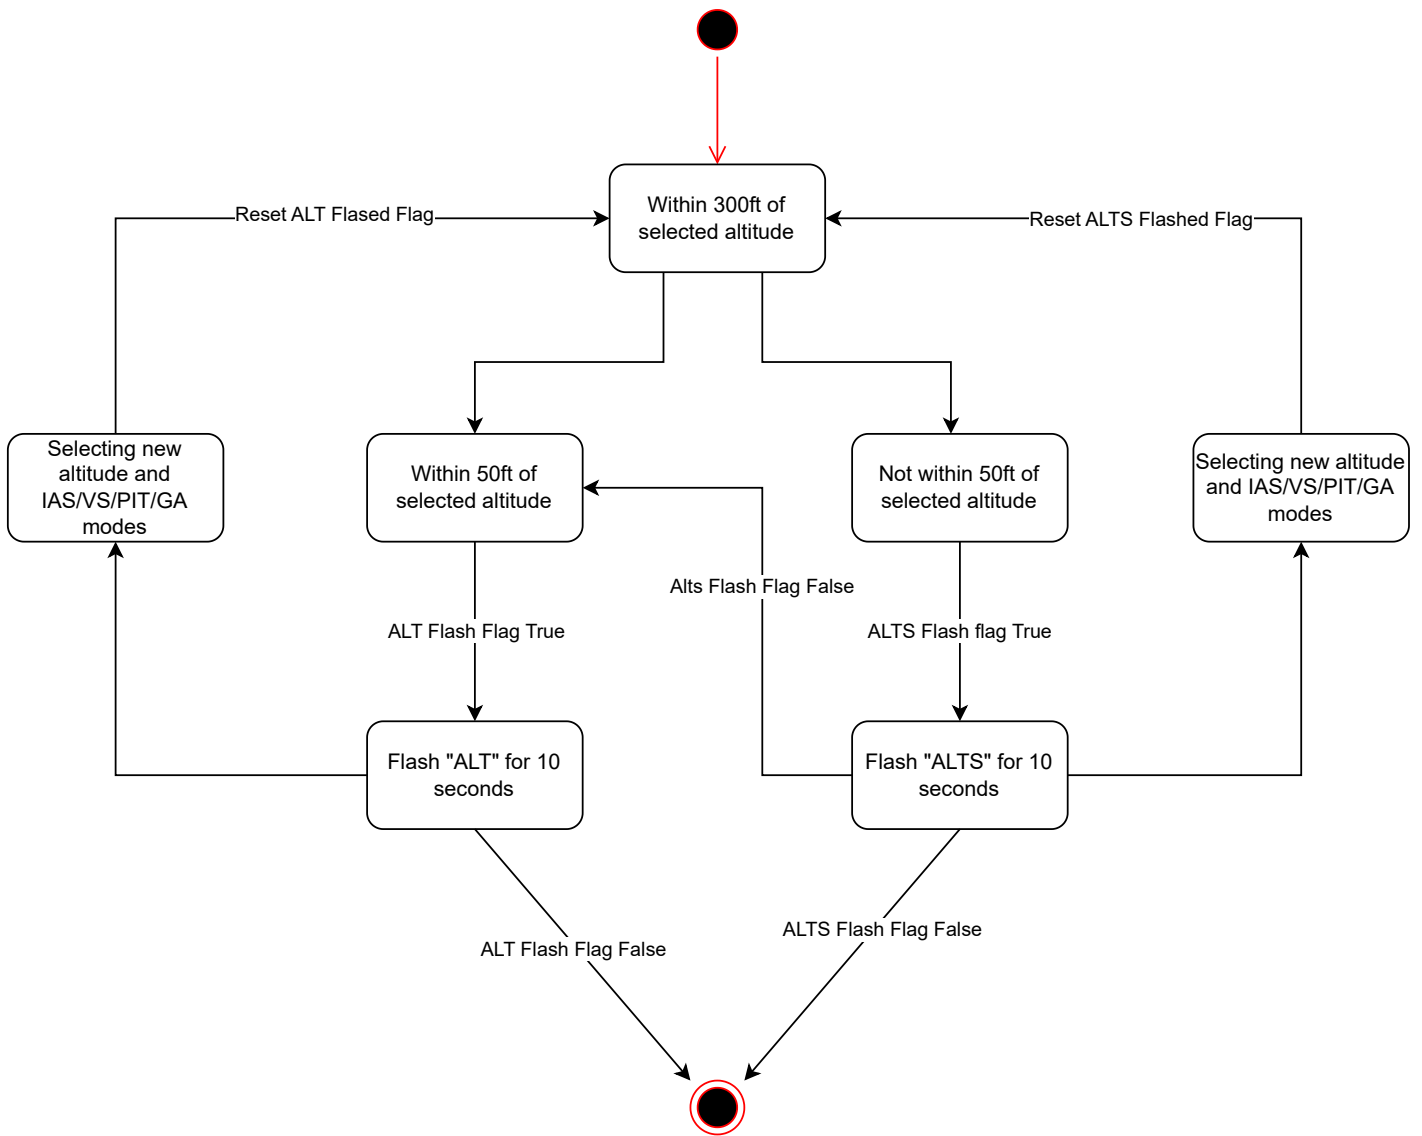 Within 300ft of
selected altitude
Reset ALT Flased Flag
Reset ALTS Flashed Flag
Selecting new
altitude and
IAS/VS/PIT/GA
modes
Within 50ft of
selected altitude
Not within 50ft of
selected altitude
Selecting new altitude
and IAS/VS/PIT/GA
modes
Alts Flash Flag False
ALT Flash Flag True
ALTS Flash flag True
Flash "ALT" for 10
seconds
Flash "ALTS" for 10
seconds
ALT Flash Flag False
ALTS Flash Flag False